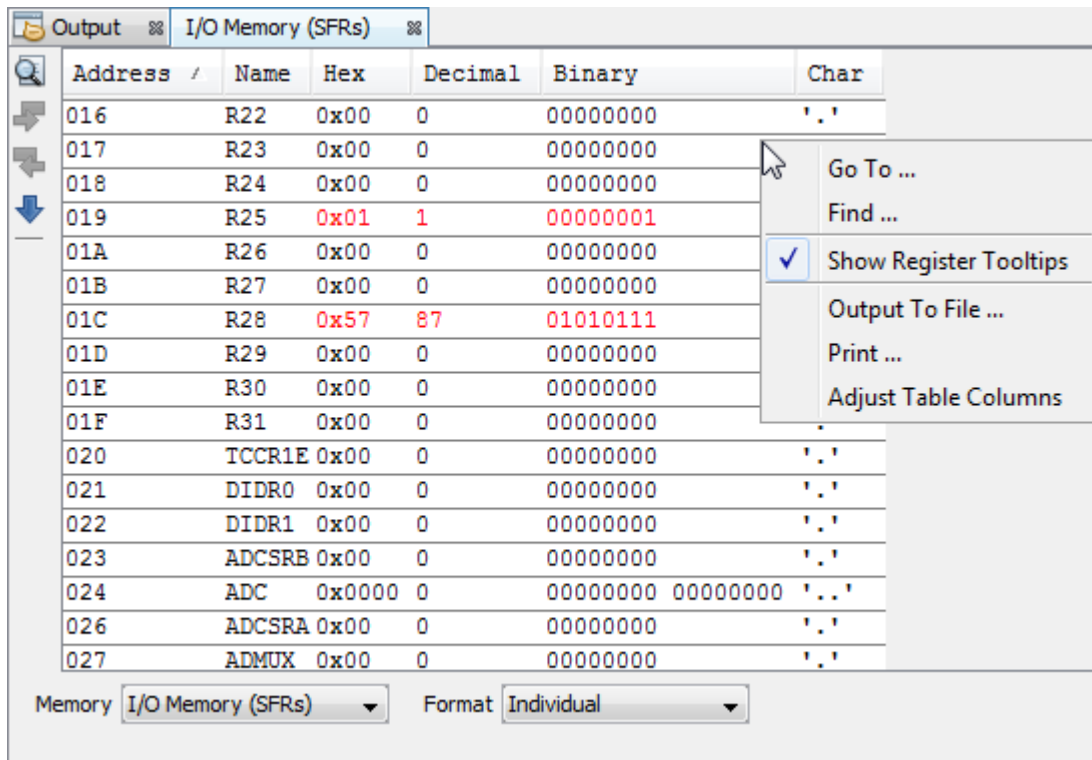 Output I/O Memory (SFRs)
Address / Name Hex Decimal Binary Char
016 R22 0x00 0 00000000 '.'
017 R23 0x00 0 00000000
018 R24 0x00 0 00000000
019 R25 0x01 1 00000001
01A R26 0x00 0 00000000
01B R27 0x00 0 00000000
01C R28 0x57 87 01010111
01D R29 0x00 0 00000000
01E R30 0x00 0 00000000
01F R31 0x00 0 00000000
020 TCCR1E 0x00 0 00000000 '.'
021 DIDR0 0x00 0 00000000 '.'
022 DIDR1 0x00 0 00000000 '.'
023 ADCSRB 0x00 0 00000000 '.'
024 ADC 0x0000 0 00000000 00000000 '..'
026 ADCSRA 0x00 0 00000000 '.'
027 ADMUX 0x00 0 00000000 '.'
Go To ...
Find ...
Show Register Tooltips
Output To File ...
Print ...
Adjust Table Columns
Memory I/O Memory (SFRs) Format Individual